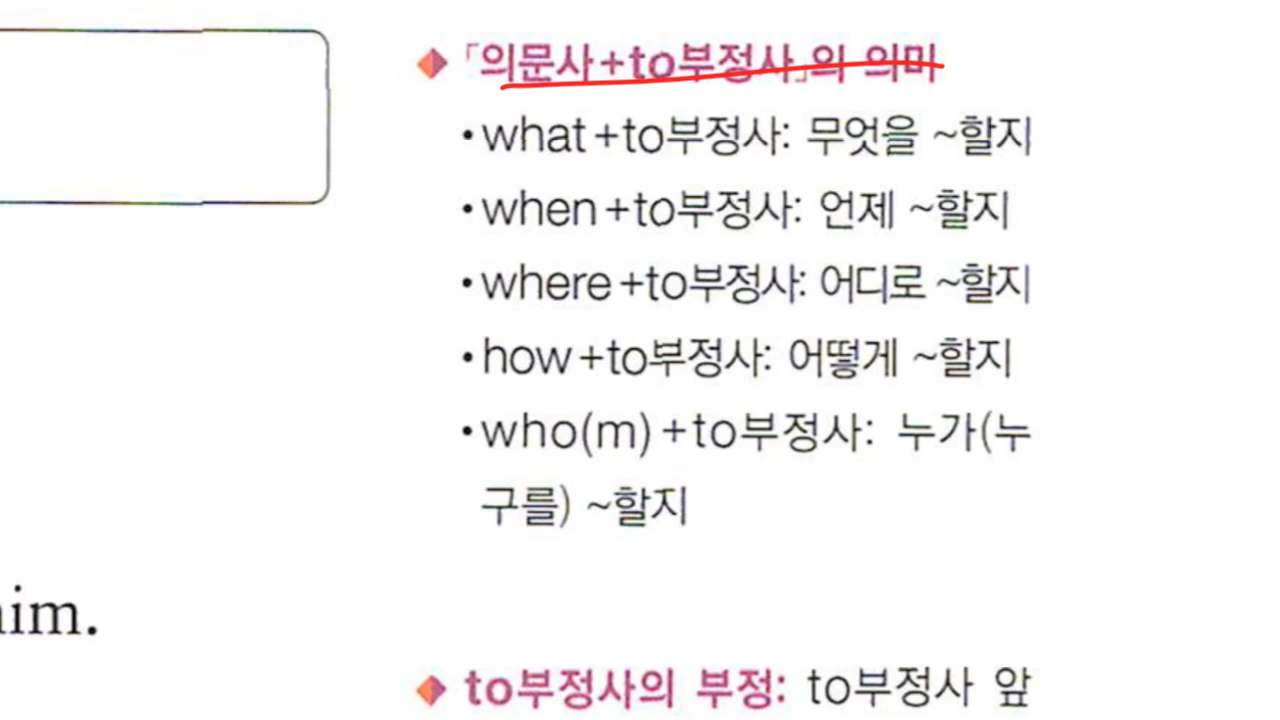 「의문사+to부정사」의 의미
•what+to부정사: 무엇을 ~할지
•when+to부정사: 언제 ~할지
•where+to부정사: 어디로 ~할지
•how+to부정사: 어떻게 ~할지
•who(m)+to부정사: 누가(누
구를) ~할지
him.
to부정사의 부정: to부정사 앞